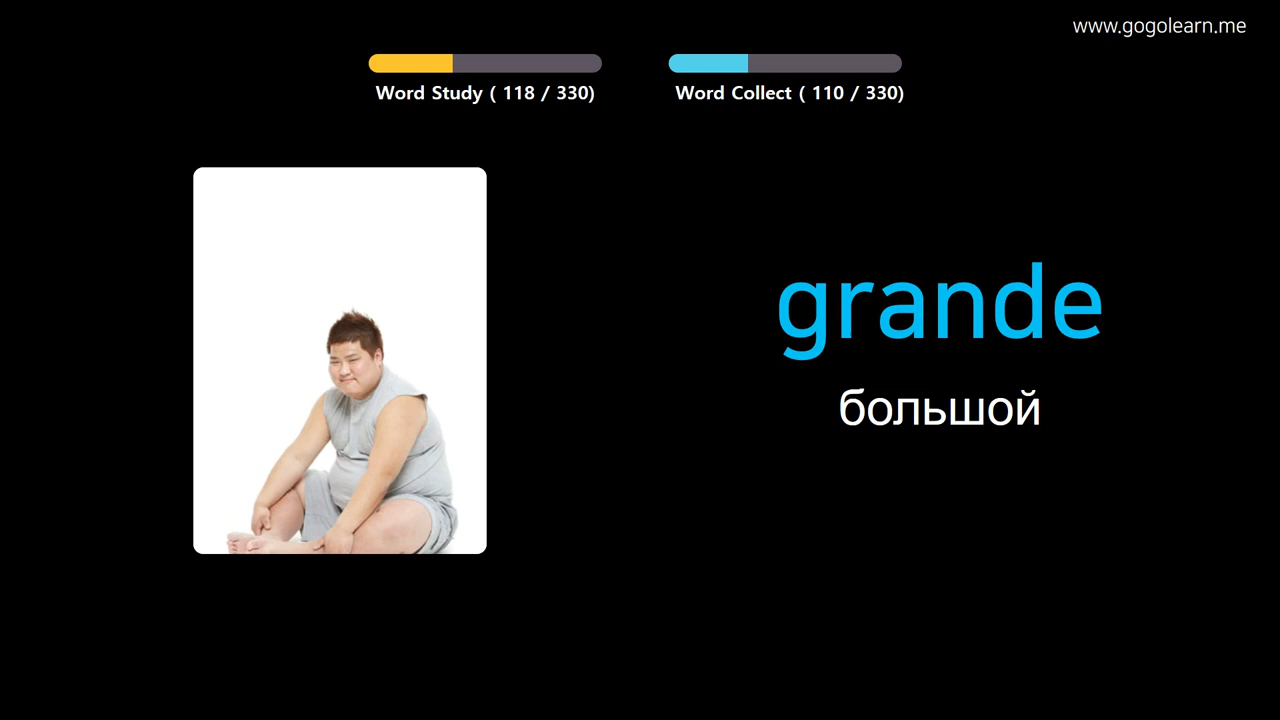 www.gogolearn.me
Word Study ( 118 / 330)
Word Collect ( 110 / 330)
grande
большой